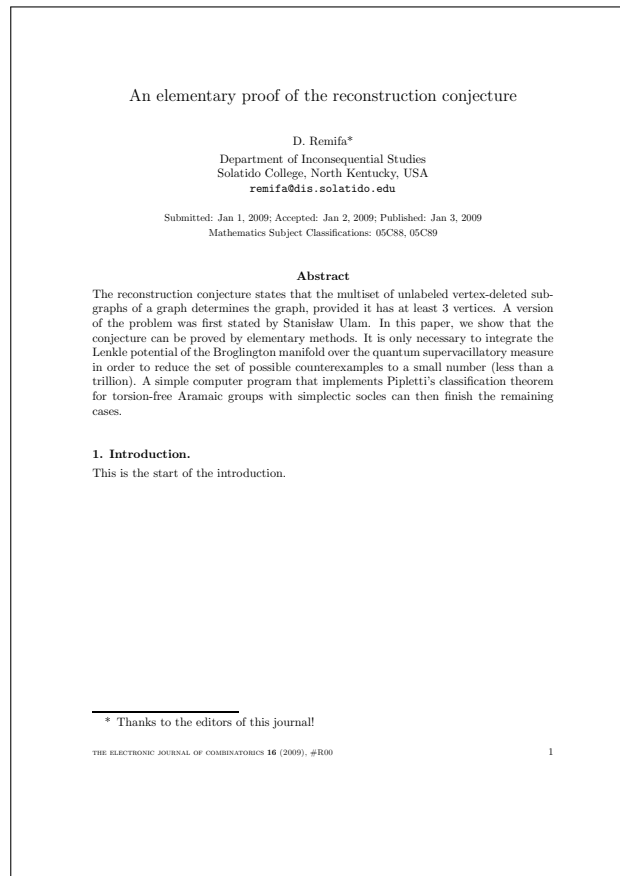 An elementary proof of the reconstruction conjecture
D. Remifa*
Department of Inconsequential Studies
Solatido College, North Kentucky, USA
remifa@dis.solatido.edu
Submitted: Jan 1, 2009; Accepted: Jan 2, 2009; Published: Jan 3, 2009
Mathematics Subject Classifications: 05C88, 05C89
Abstract
The reconstruction conjecture states that the multiset of unlabeled vertex-deleted sub-
graphs of a graph determines the graph, provided it has at least 3 vertices. A version
of the problem was first stated by Stanisław Ulam. In this paper, we show that the
conjecture can be proved by elementary methods. It is only necessary to integrate the
Lenkle potential of the Broglington manifold over the quantum supervacillatory measure
in order to reduce the set of possible counterexamples to a small number (less than a
trillion). A simple computer program that implements Pipletti's classification theorem
for torsion-free Aramaic groups with simplectic socles can then finish the remaining
cases.
1. Introduction.
This is the start of the introduction.
* Thanks to the editors of this journal!
THE ELECTRONIC JOURNAL OF COMBINATORICS 16 (2009), #R00 1